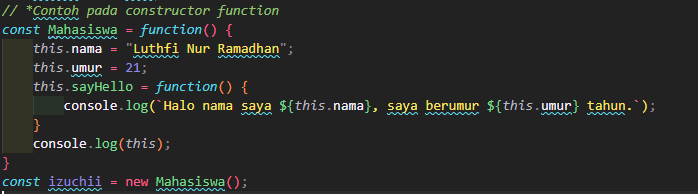 // *Contoh pada constructor function
const Mahasiswa = function() {
    this.nama = "Luthfi Nur Ramadhan";
    this.umur = 21;
    this.sayHello = function() {
        console.log(`Halo nama saya ${this.nama}, saya berumur ${this.umur} tahun.`);
    }
    console.log(this);
}
const izuchii = new Mahasiswa();